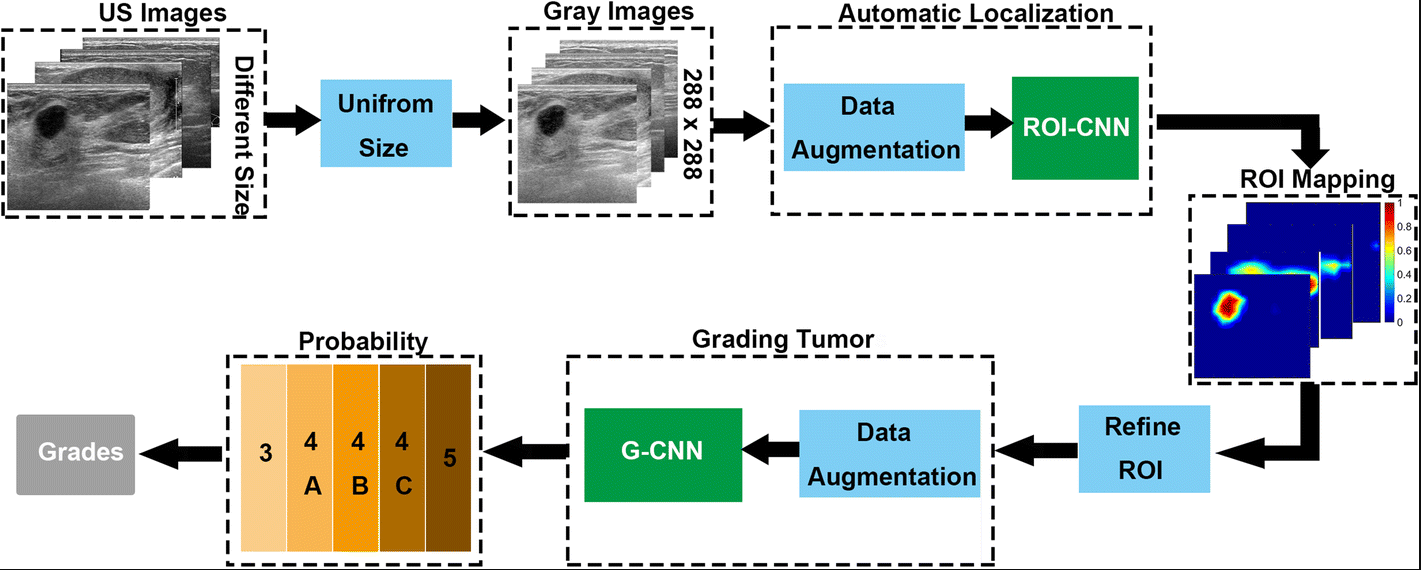 US Images
Different Size
Unifrom
Size
Gray Images
288 x 288
Automatic Localization
Data
Augmentation
ROI-CNN
ROI Mapping
1
0.8
0.6
0.4
0.2
0
Refine
ROI
Grading Tumor
Data
Augmentation
G-CNN
Probability
3
4
A
4
B
4
C
5
Grades